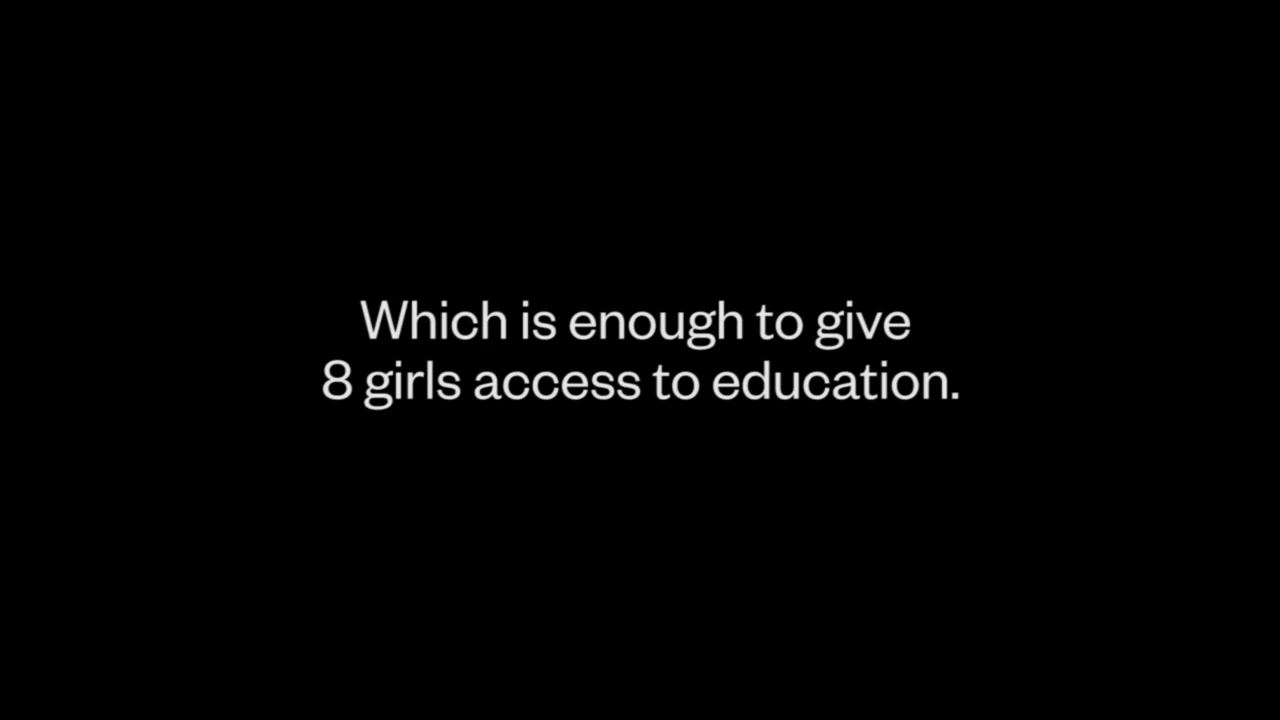 Which is enough to give
8 girls access to education.